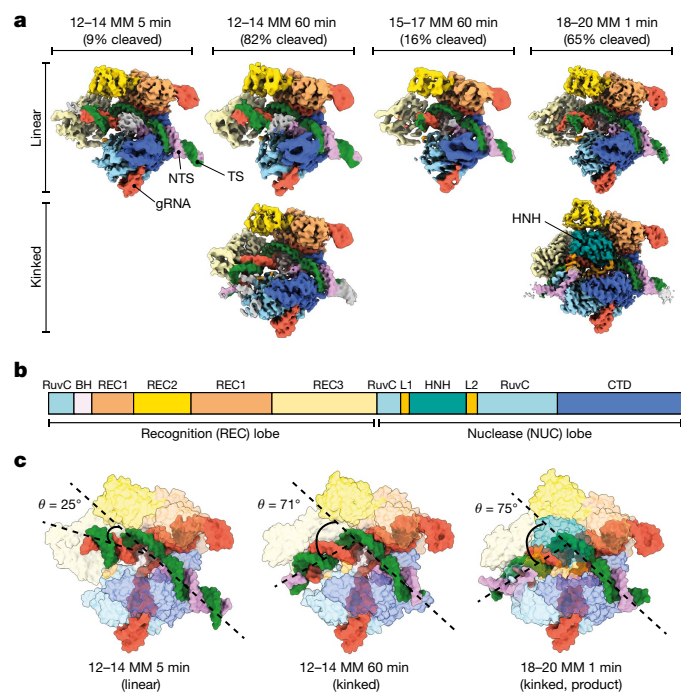 a
12–14 MM 5 min
(9% cleaved)
12–14 MM 60 min
(82% cleaved)
15–17 MM 60 min
(16% cleaved)
18–20 MM 1 min
(65% cleaved)
Linear
NTS
TS
gRNA
Kinked
HNH
b
RuvC BH REC1 REC2 REC1 REC3 RuvC L1 HNH L2 RuvC CTD
Recognition (REC) lobe
Nuclease (NUC) lobe
c
θ = 25°
θ = 71°
θ = 75°
12–14 MM 5 min
(linear)
12–14 MM 60 min
(kinked)
18–20 MM 1 min
(kinked, product)